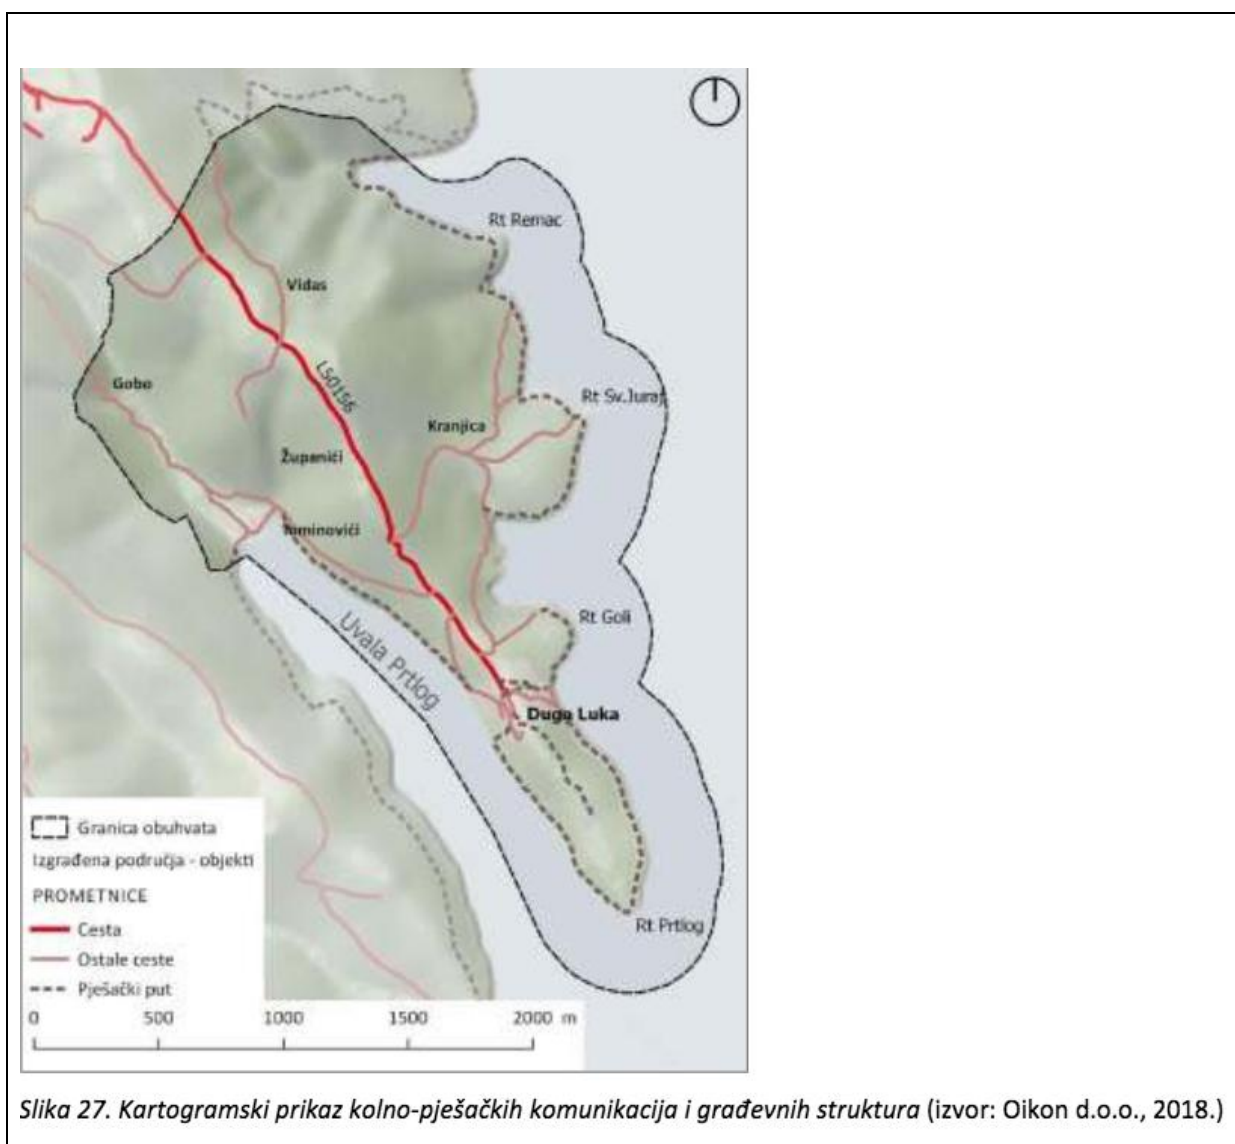 Rt Remac
Vidas
L50156
Gobo
Rt Sv.Juraj
Kranjica
Županići
Tominovići
Rt Goli
Uvala Prtlog
Duga Luka
Rt Prtlog
Granica obuhvata
Izgrađena područja - objekti
PROMETNICE
Cesta
Ostale ceste
Pješački put
0 500 1000 1500 2000 m
Slika 27. Kartogramski prikaz kolno-pješačkih komunikacija i građevnih struktura (izvor: Oikon d.o.o., 2018.)